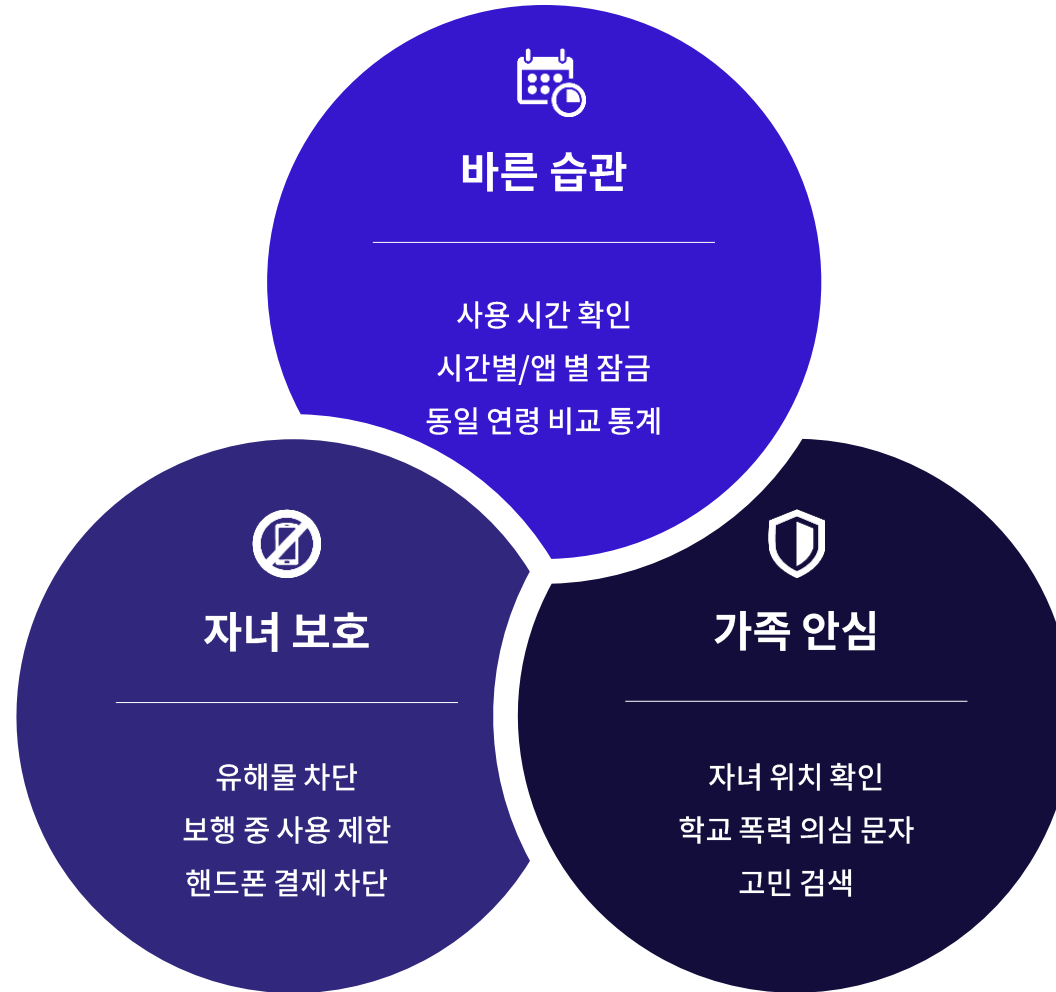 바른 습관
사용 시간 확인
시간별/앱 별 잠금
동일 연령 비교 통계
자녀 보호
유해물 차단
보행 중 사용 제한
핸드폰 결제 차단
가족 안심
자녀 위치 확인
학교 폭력 의심 문자
고민 검색